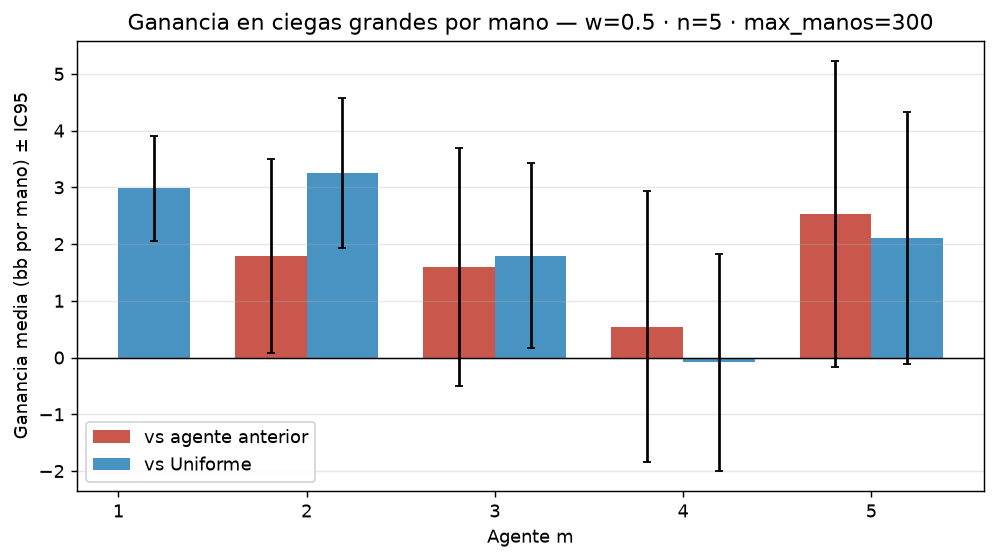 Ganancia en ciegas grandes por mano — w=0.5 · n=5 · max_manos=300
Ganancia media (bb por mano) ± IC95
5
4
3
2
1
0
−1
−2
vs agente anterior
vs Uniforme
1 2 3 4 5
Agente m